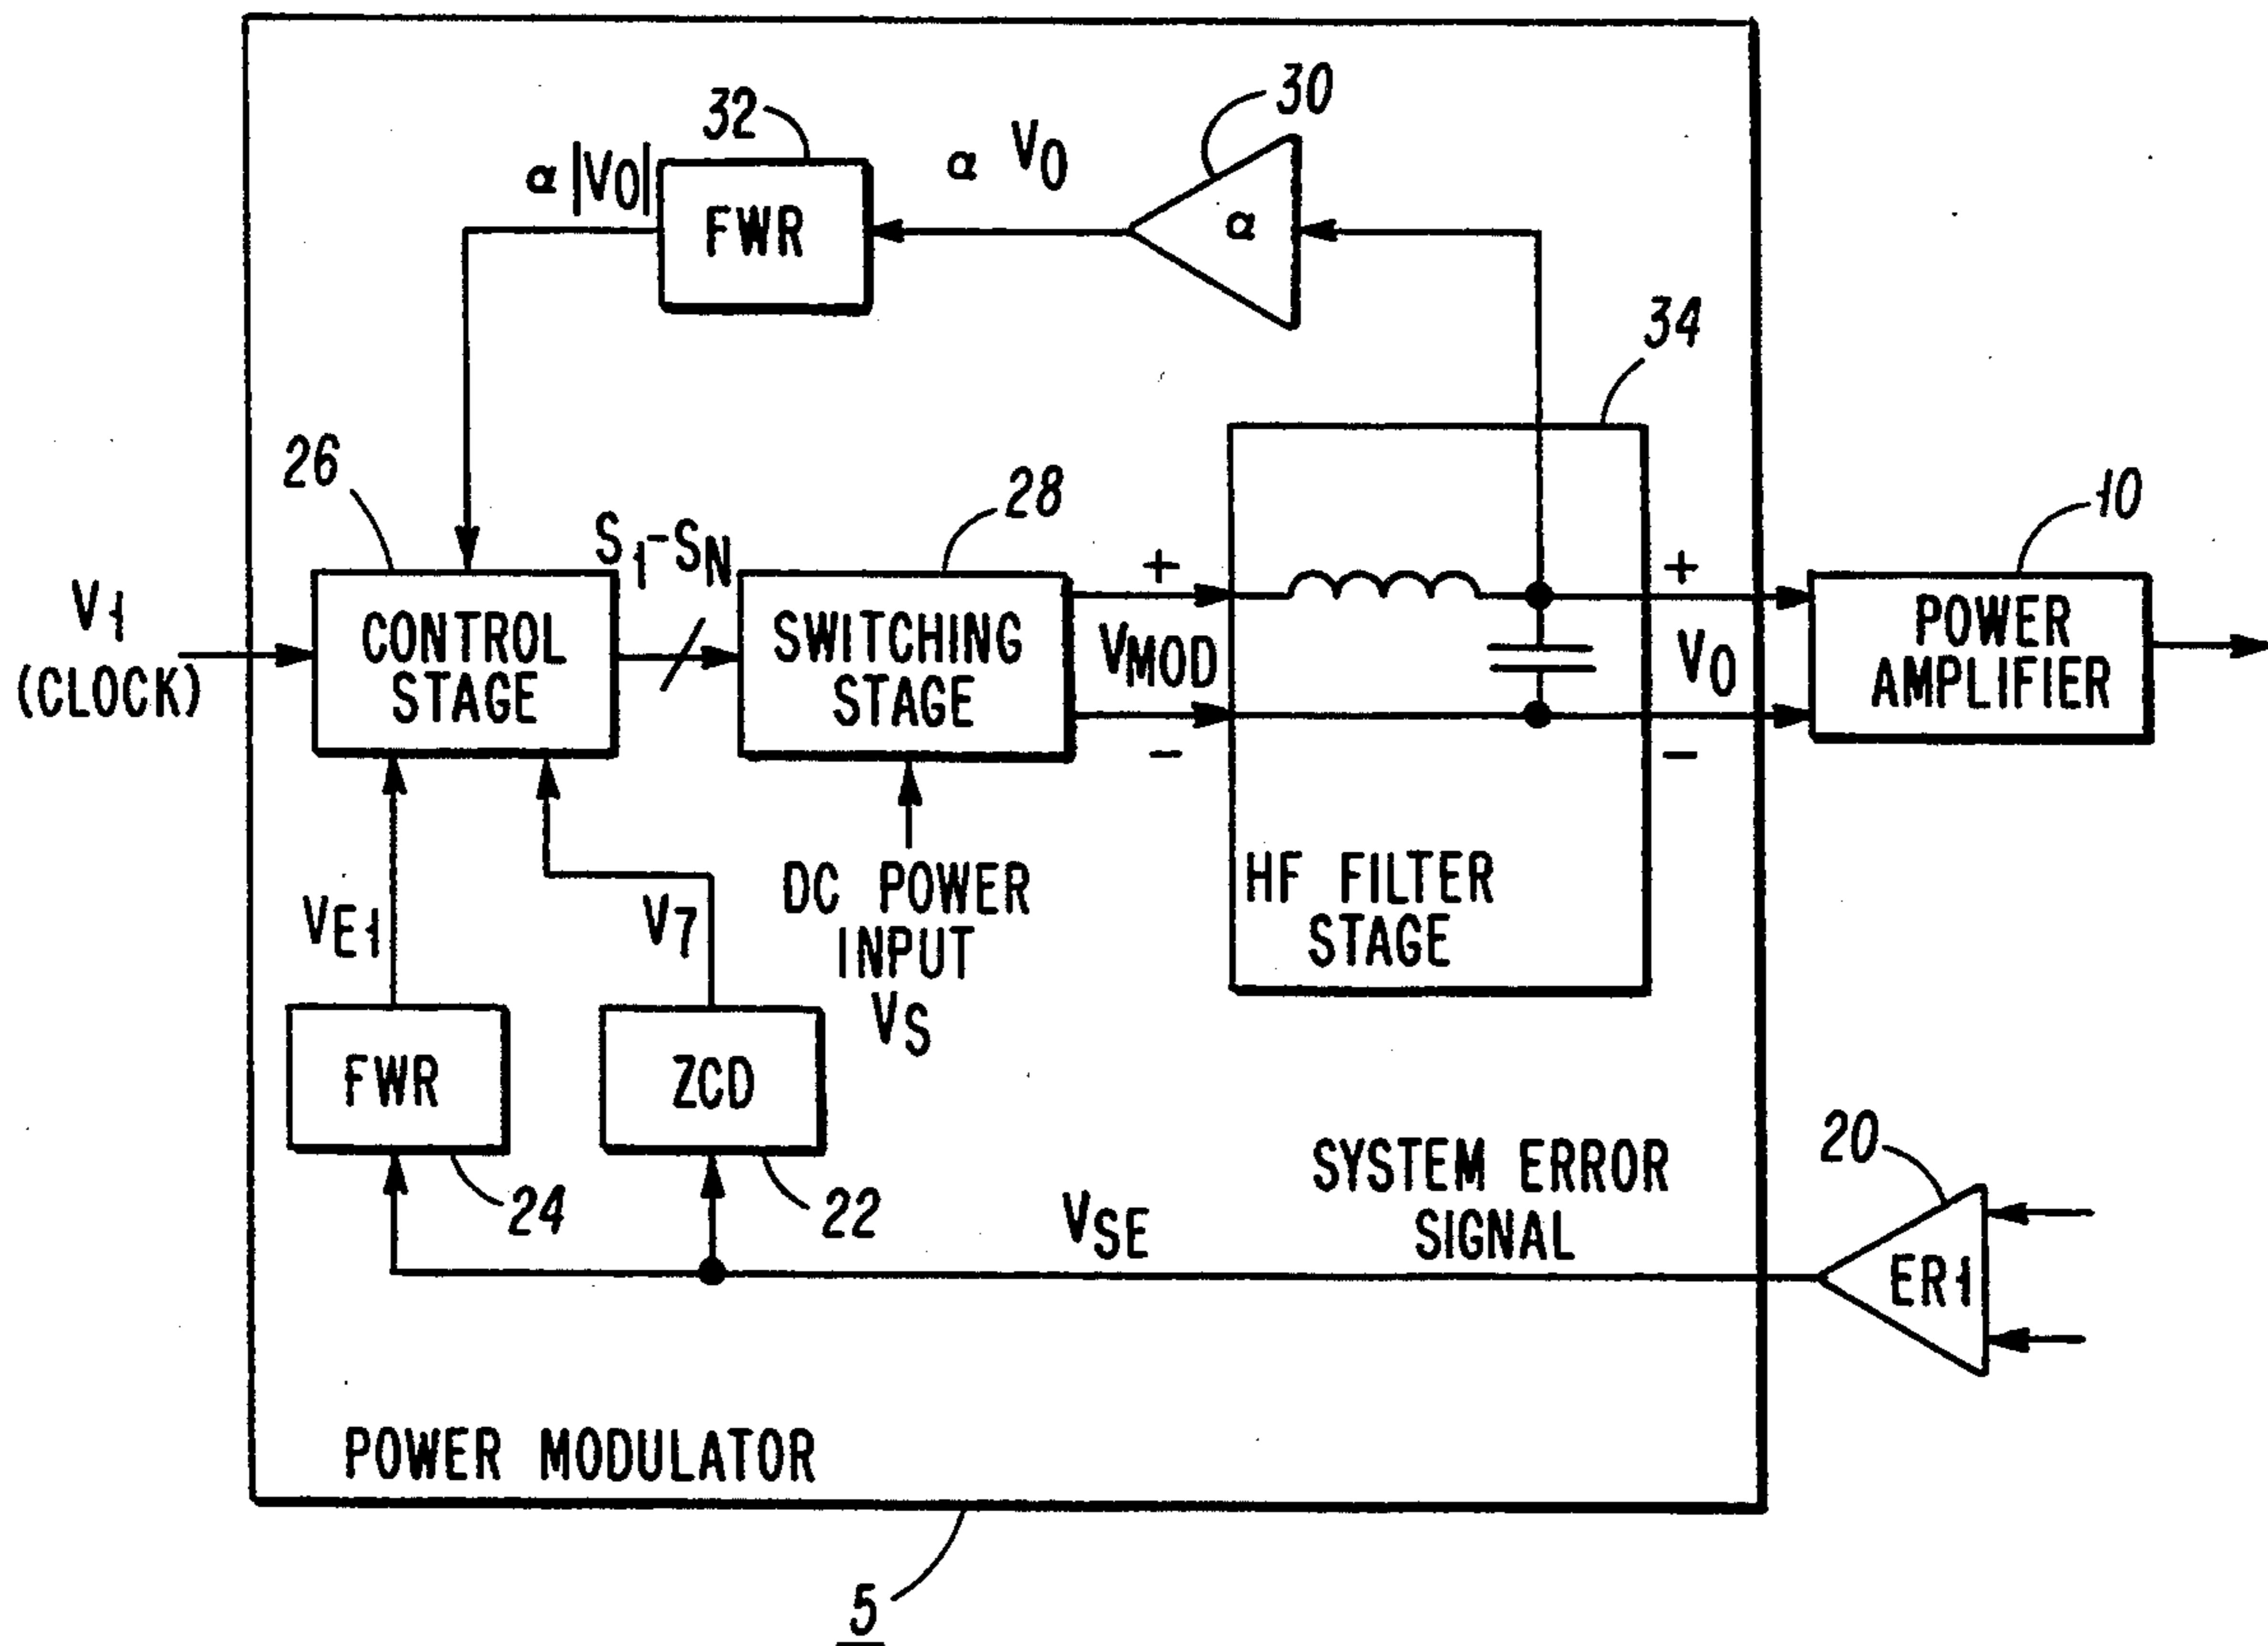 30
32
α V0
α |V0|
FWR
α
34
26
28
10
S1-SN
V1
(CLOCK)
CONTROL
STAGE
SWITCHING
STAGE
+
VMOD
-
+
V0
-
POWER
AMPLIFIER
DC POWER
INPUT
VS
HF FILTER
STAGE
VE1
V7
FWR
ZCD
24
22
VSE
SYSTEM ERROR
SIGNAL
20
ER1
POWER MODULATOR
5